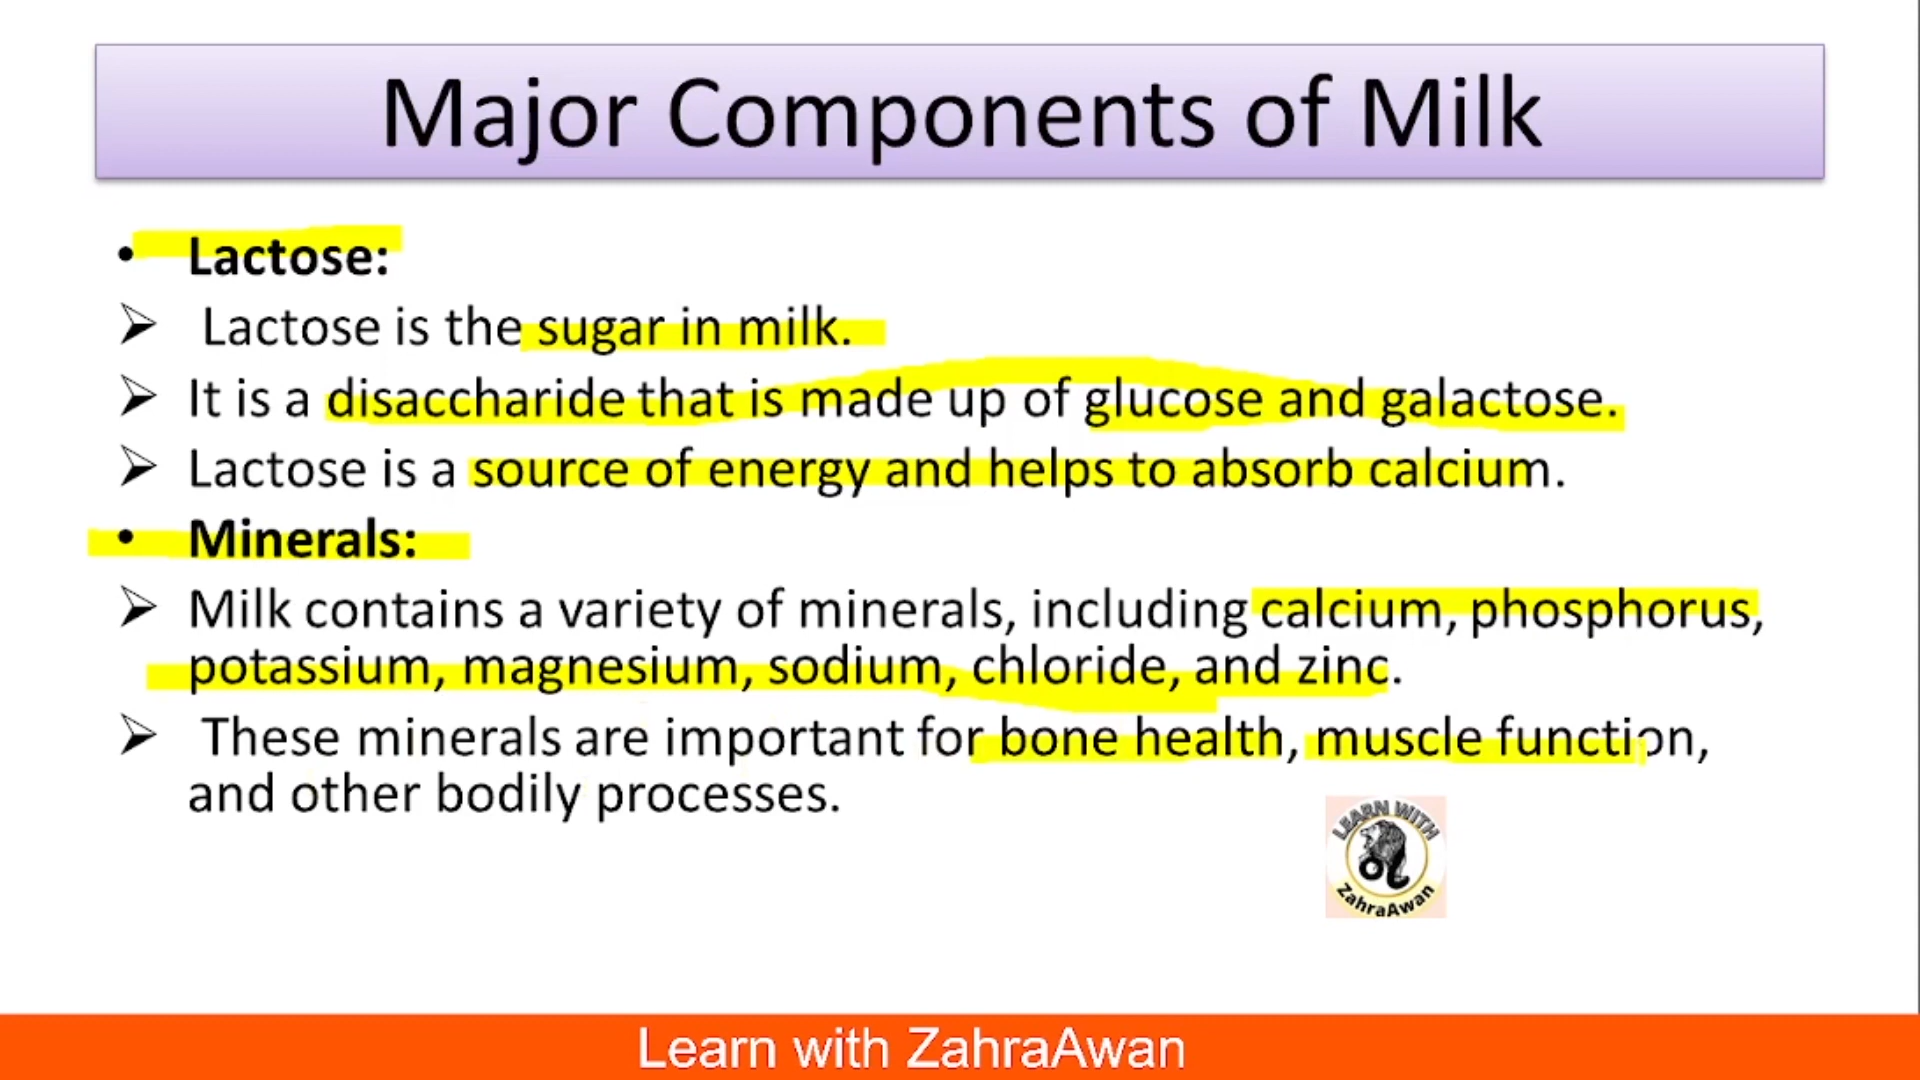 Major Components of Milk
• Lactose:
➢ Lactose is the sugar in milk.
➢ It is a disaccharide that is made up of glucose and galactose.
➢ Lactose is a source of energy and helps to absorb calcium.
• Minerals:
➢ Milk contains a variety of minerals, including calcium, phosphorus,
potassium, magnesium, sodium, chloride, and zinc.
➢ These minerals are important for bone health, muscle function,
and other bodily processes.
LEARN WITH
ZahraAwan
Learn with ZahraAwan